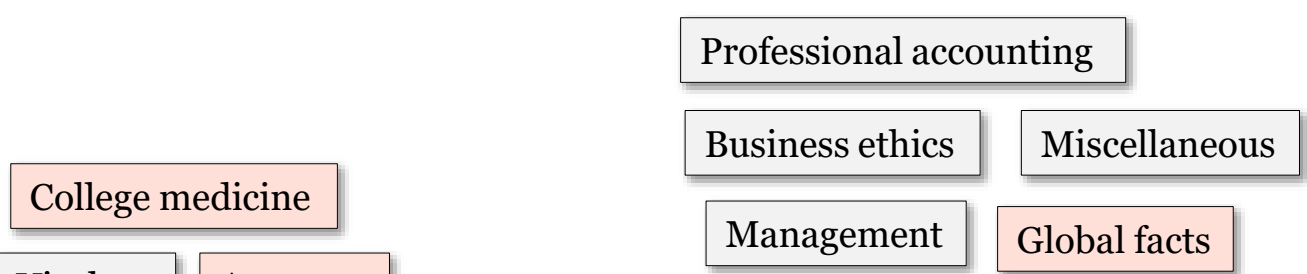 Professional accounting
Business ethics
Miscellaneous
College medicine
Management
Global facts